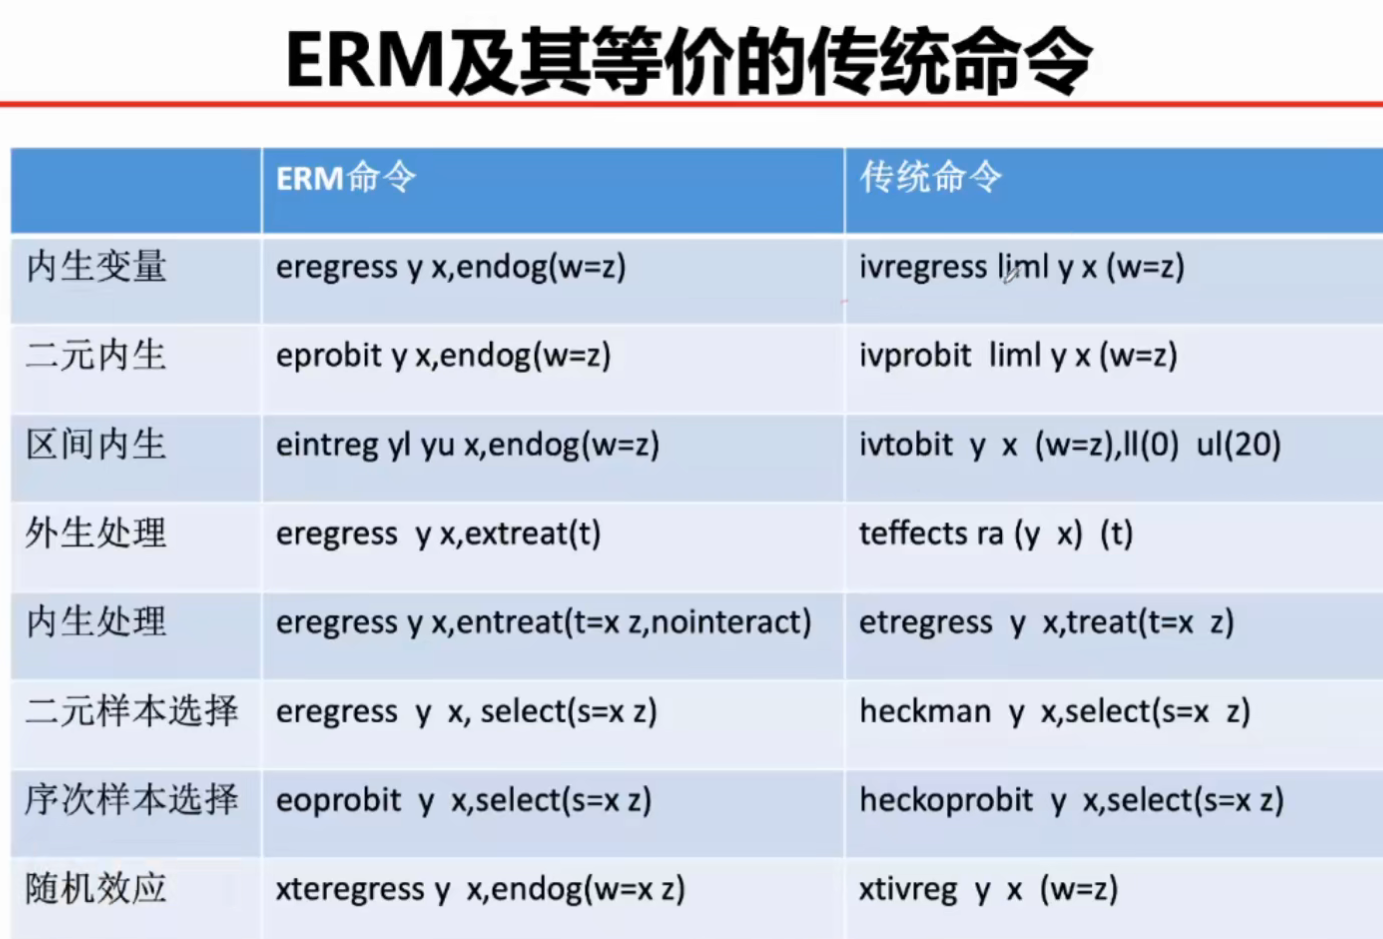 ERM及其等价的传统命令
ERM命令 传统命令
内生变量 eregress y x,endog(w=z) ivregress liml y x (w=z)
二元内生 eprobit y x,endog(w=z) ivprobit liml y x (w=z)
区间内生 eintreg yl yu x,endog(w=z) ivtobit y x (w=z),ll(0) ul(20)
外生处理 eregress y x,extreat(t) teffects ra (y x) (t)
内生处理 eregress y x,entreat(t=x z,nointeract) etregress y x,treat(t=x z)
二元样本选择 eregress y x, select(s=x z) heckman y x,select(s=x z)
序次样本选择 eoprobit y x,select(s=x z) heckoprobit y x,select(s=x z)
随机效应 xteregress y x,endog(w=x z) xtivreg y x (w=z)